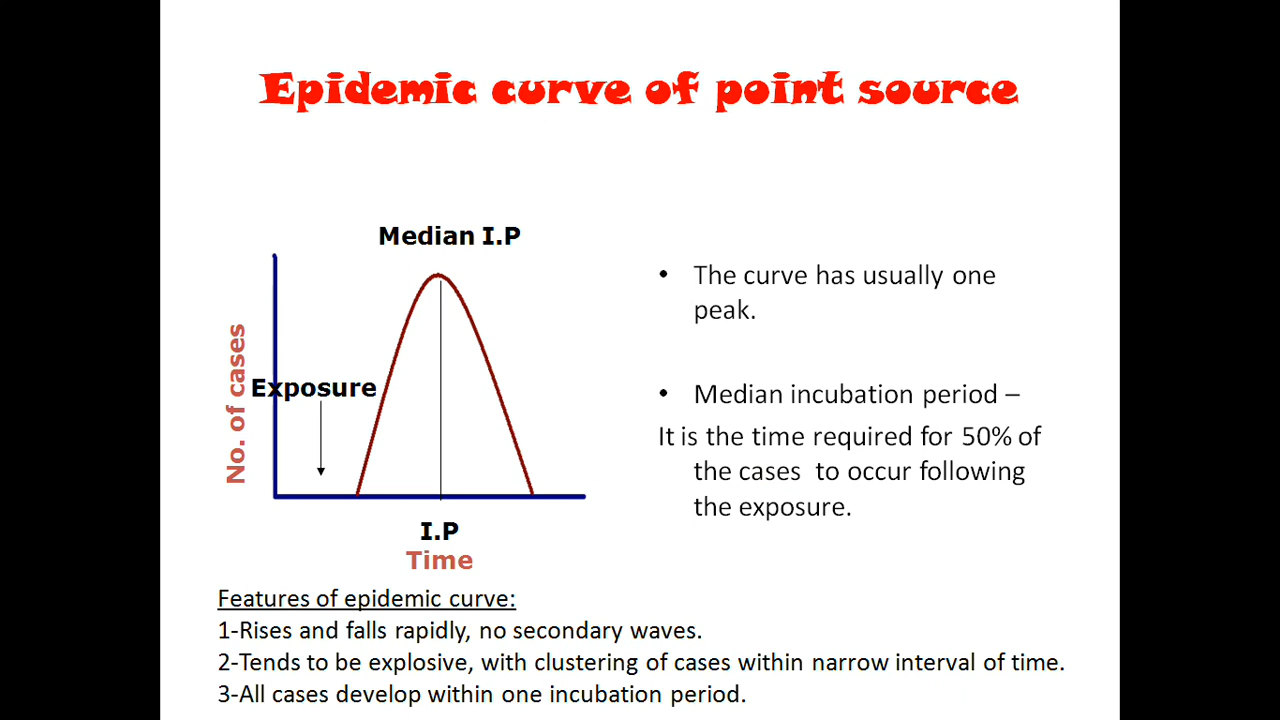 Epidemic curve of point source
Median I.P
No. of cases
Exposure
I.P
Time
• The curve has usually one
peak.
• Median incubation period –
It is the time required for 50% of
the cases to occur following
the exposure.
Features of epidemic curve:
1-Rises and falls rapidly, no secondary waves.
2-Tends to be explosive, with clustering of cases within narrow interval of time.
3-All cases develop within one incubation period.